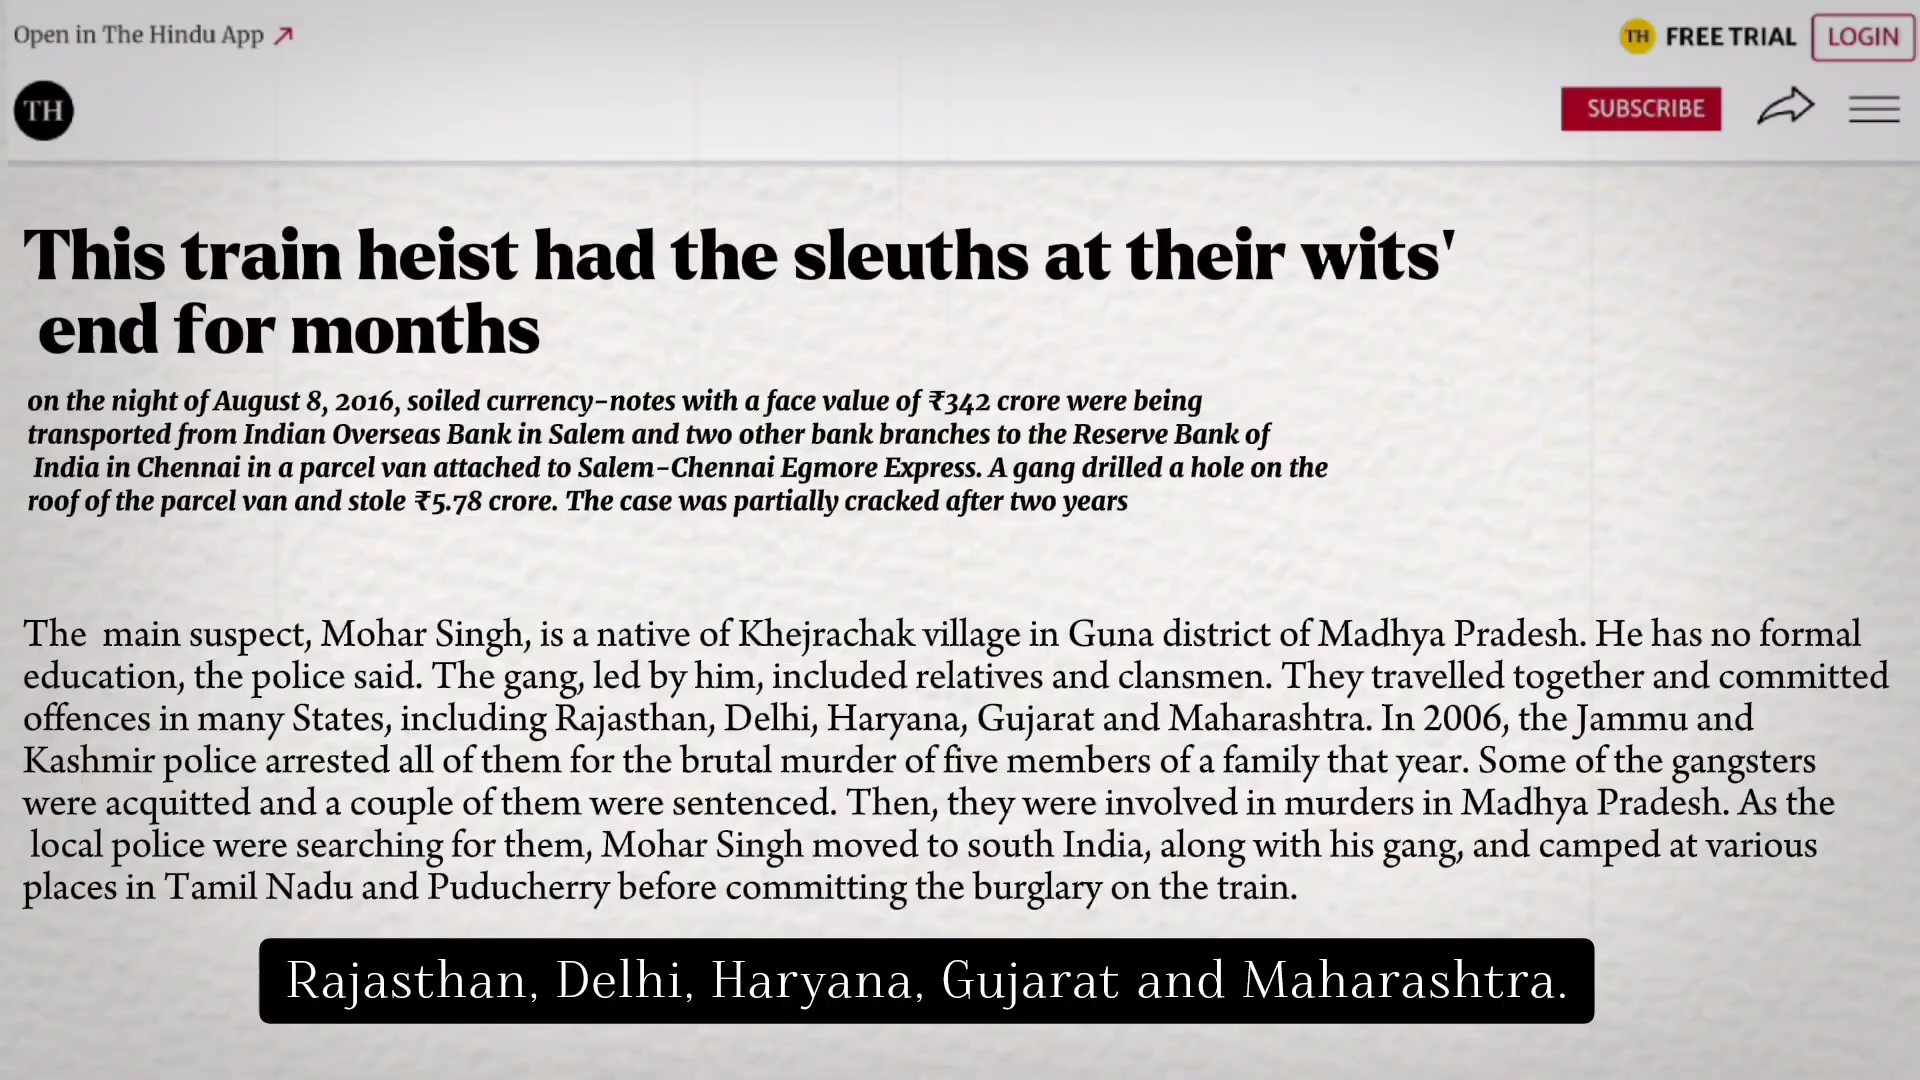 Open in The Hindu App
TH FREE TRIAL LOGIN
TH
SUBSCRIBE
This train heist had the sleuths at their wits'
end for months
on the night of August 8, 2016, soiled currency-notes with a face value of ₹342 crore were being
transported from Indian Overseas Bank in Salem and two other bank branches to the Reserve Bank of
India in Chennai in a parcel van attached to Salem-Chennai Egmore Express. A gang drilled a hole on the
roof of the parcel van and stole ₹5.78 crore. The case was partially cracked after two years
The main suspect, Mohar Singh, is a native of Khejrachak village in Guna district of Madhya Pradesh. He has no formal
education, the police said. The gang, led by him, included relatives and clansmen. They travelled together and committed
offences in many States, including Rajasthan, Delhi, Haryana, Gujarat and Maharashtra. In 2006, the Jammu and
Kashmir police arrested all of them for the brutal murder of five members of a family that year. Some of the gangsters
were acquitted and a couple of them were sentenced. Then, they were involved in murders in Madhya Pradesh. As the
local police were searching for them, Mohar Singh moved to south India, along with his gang, and camped at various
places in Tamil Nadu and Puducherry before committing the burglary on the train.
Rajasthan, Delhi, Haryana, Gujarat and Maharashtra.